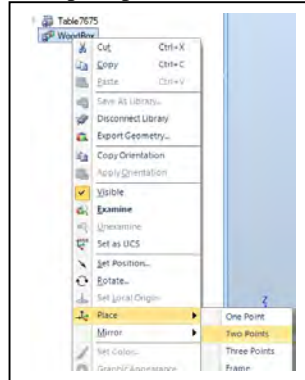 Table7675
WoodBox
Cut Ctrl+X
Copy Ctrl+C
Paste Ctrl+V
Save As Library...
Disconnect Library
Export Geometry...
Copy Orientation
Apply Orientation
Visible
Examine
Unexamine
Set as UCS
Set Position...
Rotate...
Set Local Origin
Place
One Point
Mirror
Two Points
Set Color...
Three Points
Graphic Appearance
Frame